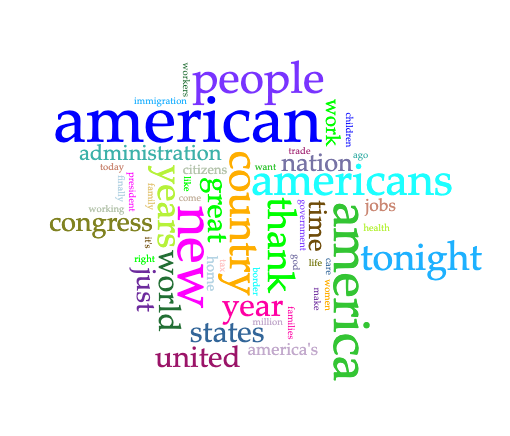 people
workers
immigration
american
work
children
administration
nation
trade
ago
today
citizens
want
americans
president
finally
family
years
like
great
come
country
thank
government
time
america
jobs
working
congress
new
health
it's
right
just
world
home
tax
border
god
life
care
women
tonight
make
year
families
million
states
united
america's